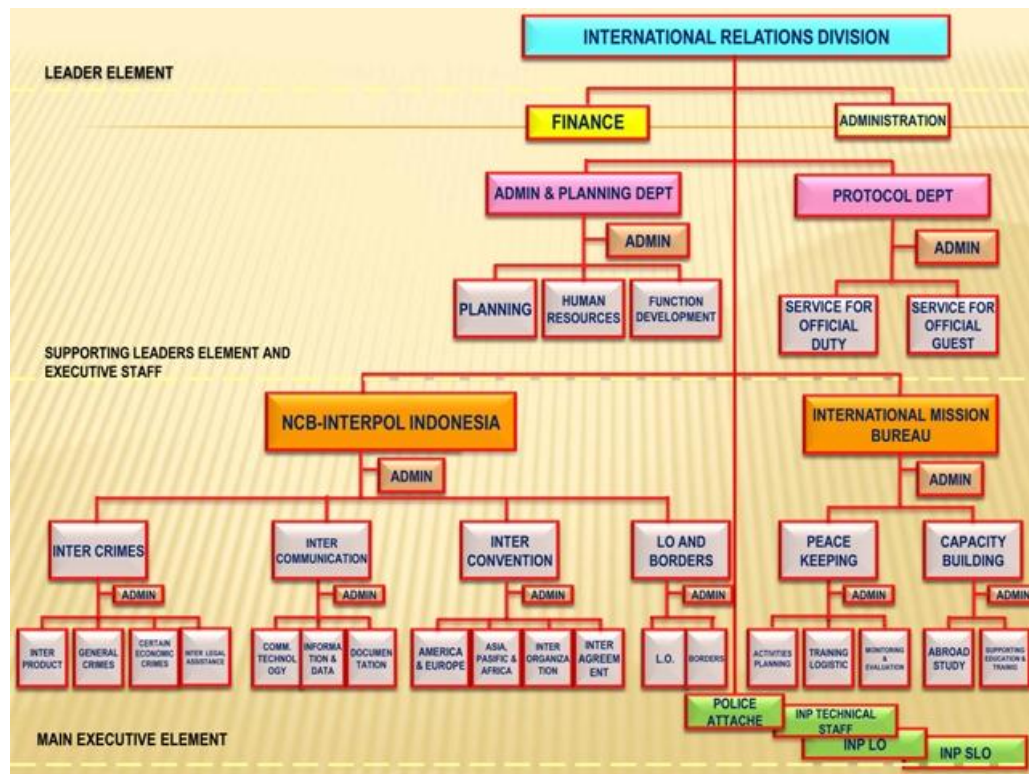 INTERNATIONAL RELATIONS DIVISION
LEADER ELEMENT
FINANCE
ADMINISTRATION
ADMIN & PLANNING DEPT
PROTOCOL DEPT
ADMIN
ADMIN
PLANNING
HUMAN
RESOURCES
FUNCTION
DEVELOPMENT
SERVICE FOR
OFFICIAL
DUTY
SERVICE FOR
OFFICIAL
GUEST
SUPPORTING LEADERS ELEMENT AND
EXECUTIVE STAFF
NCB-INTERPOL INDONESIA
INTERNATIONAL MISSION
BUREAU
ADMIN
ADMIN
INTER CRIMES
INTER
COMMUNICATION
INTER
CONVENTION
LO AND
BORDERS
PEACE
KEEPING
CAPACITY
BUILDING
ADMIN
ADMIN
ADMIN
ADMIN
ADMIN
ADMIN
INTER
PRODUCT
GENERAL
CRIMES
CERTAIN
ECONOMIC
CRIMES
INTER LEGAL
ASSISTANCE
COMM.
TECHNOL
OGY
INFORMA
TION &
DATA
DOCUMEN
TATION
AMERICA
& EUROPE
ASIA,
PASIFIC &
AFRICA
INTER
ORGANIZA
TION
INTER
AGREEM
ENT
L.O.
BORDERS
ACTIVITIES
PLANNING
TRAINING
LOGISTIC
MONITORING
&
EVALUATION
ABROAD
STUDY
SUPPORTING
EDUCATION &
TRAINIG
POLICE
ATTACHE
INP TECHNICAL
STAFF
INP LO
INP SLO
MAIN EXECUTIVE ELEMENT